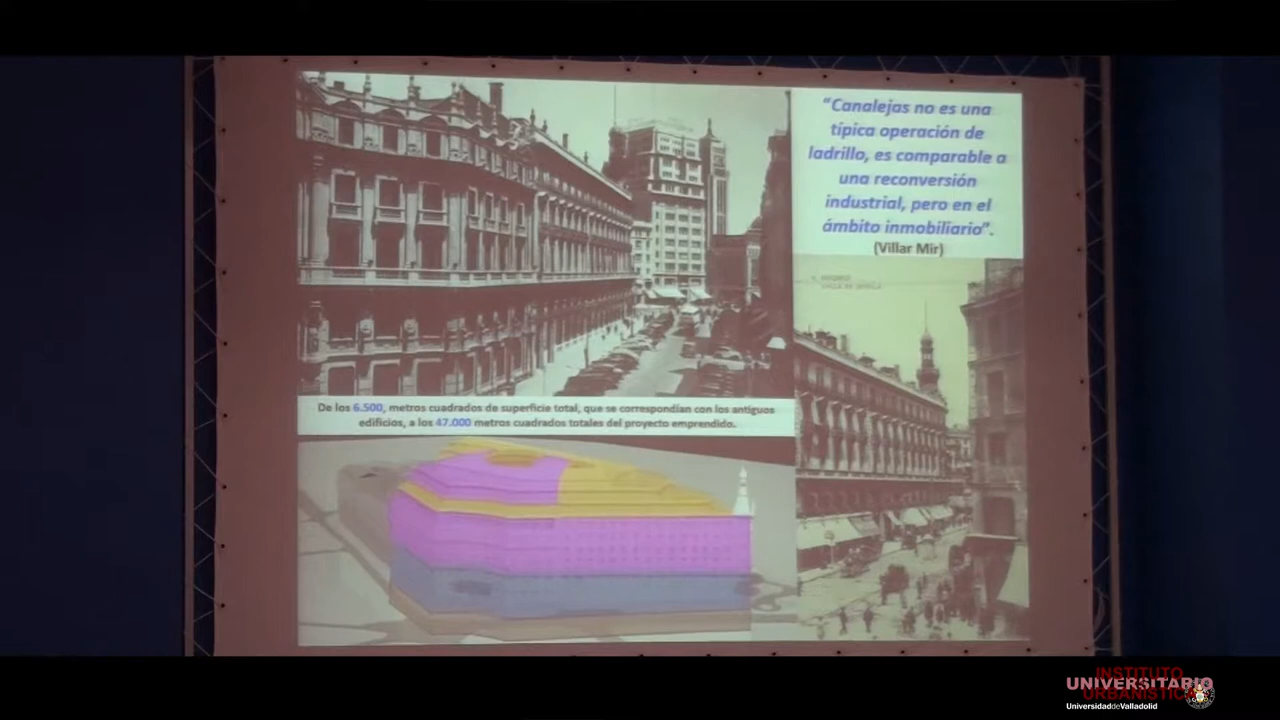 “Canalejas no es una
típica operación de
ladrillo, es comparable a
una reconversión
industrial, pero en el
ámbito inmobiliario”.
(Villar Mir)
De los 6.500, metros cuadrados de superficie total, que se correspondían con los antiguos
edificios, a los 47.000 metros cuadrados totales del proyecto emprendido.
INSTITUTO
UNIVERSITARIO
URBANÍSTICA
UniversidaddeValladolid